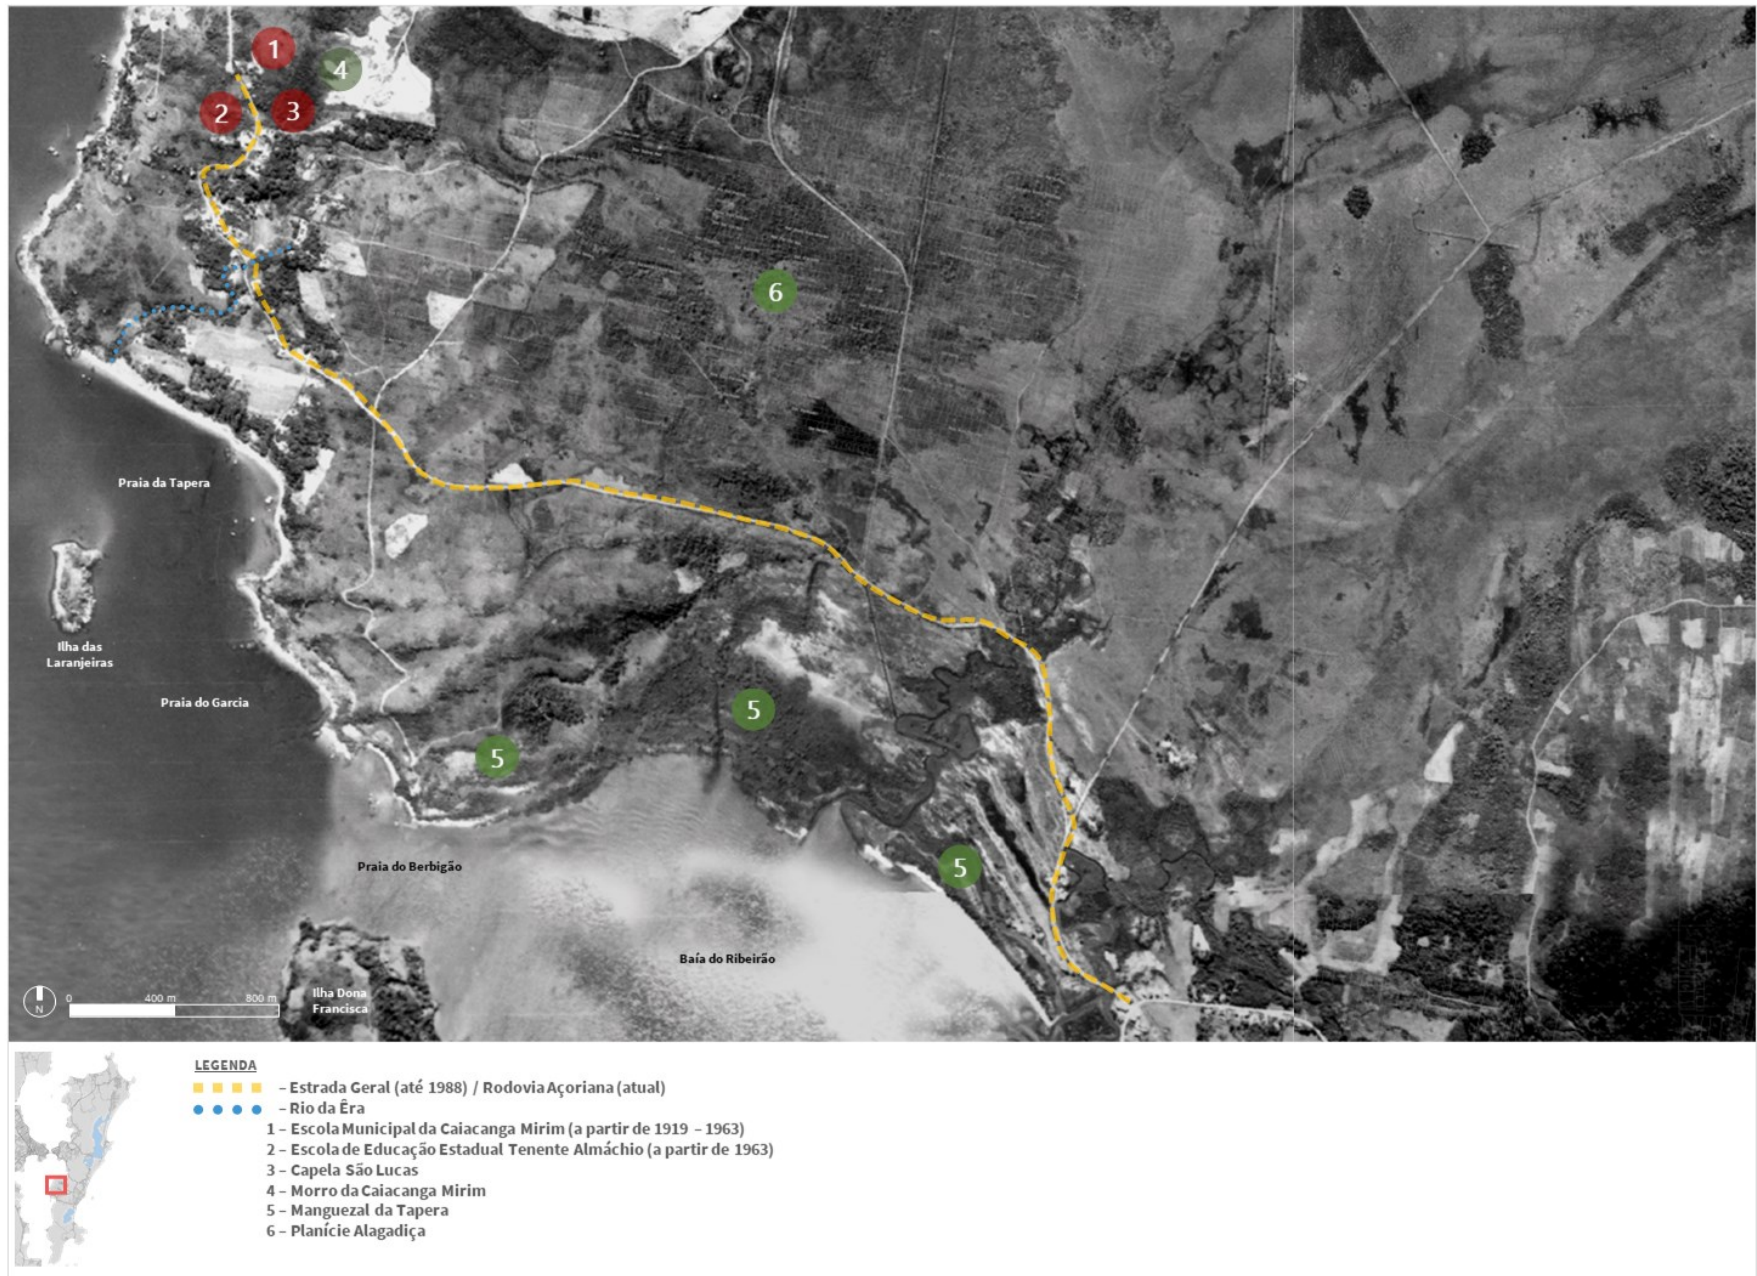 1
4
2
3
6
Praia da Tapera
Ilha das
Laranjeiras
Praia do Garcia
5
5
Praia do Berbigão
5
Baía do Ribeirão
Ilha Dona
Francisca
N
0 400 m 800 m
LEGENDA
– Estrada Geral (até 1988) / Rodovia Açoriana (atual)
– Rio da Êra
1 – Escola Municipal da Caiacanga Mirim (a partir de 1919 – 1963)
2 – Escola de Educação Estadual Tenente Almáchio (a partir de 1963)
3 – Capela São Lucas
4 – Morro da Caiacanga Mirim
5 – Manguezal da Tapera
6 – Planície Alagadiça